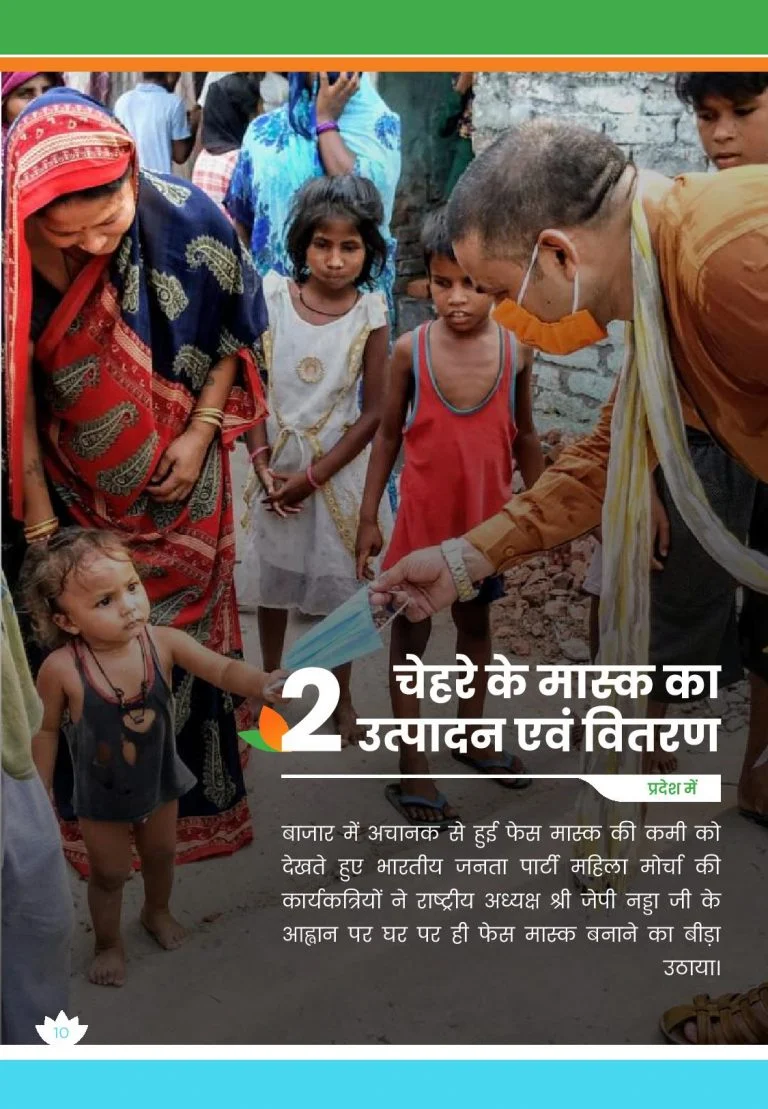 2
चेहरे के मास्क का
उत्पादन एवं वितरण
प्रदेश में
बाजार में अचानक से हुई फेस मास्क की कमी को
देखते हुए भारतीय जनता पार्टी महिला मोर्चा की
कार्यकत्रियों ने राष्ट्रीय अध्यक्ष श्री जेपी नड्डा जी के
आह्वान पर घर पर ही फेस मास्क बनाने का बीड़ा
उठाया।
10